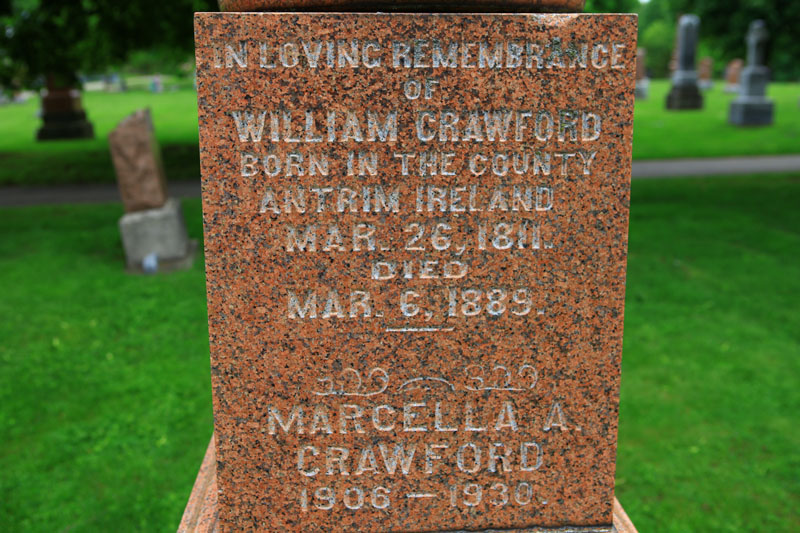 IN LOVING REMEMBRANCE
OF
WILLIAM CRAWFORD
BORN IN THE COUNTY
ANTRIM IRELAND
MAR. 26, 1811.
DIED
MAR. 6, 1889.
MARCELLA A.
CRAWFORD
1906 — 1930.